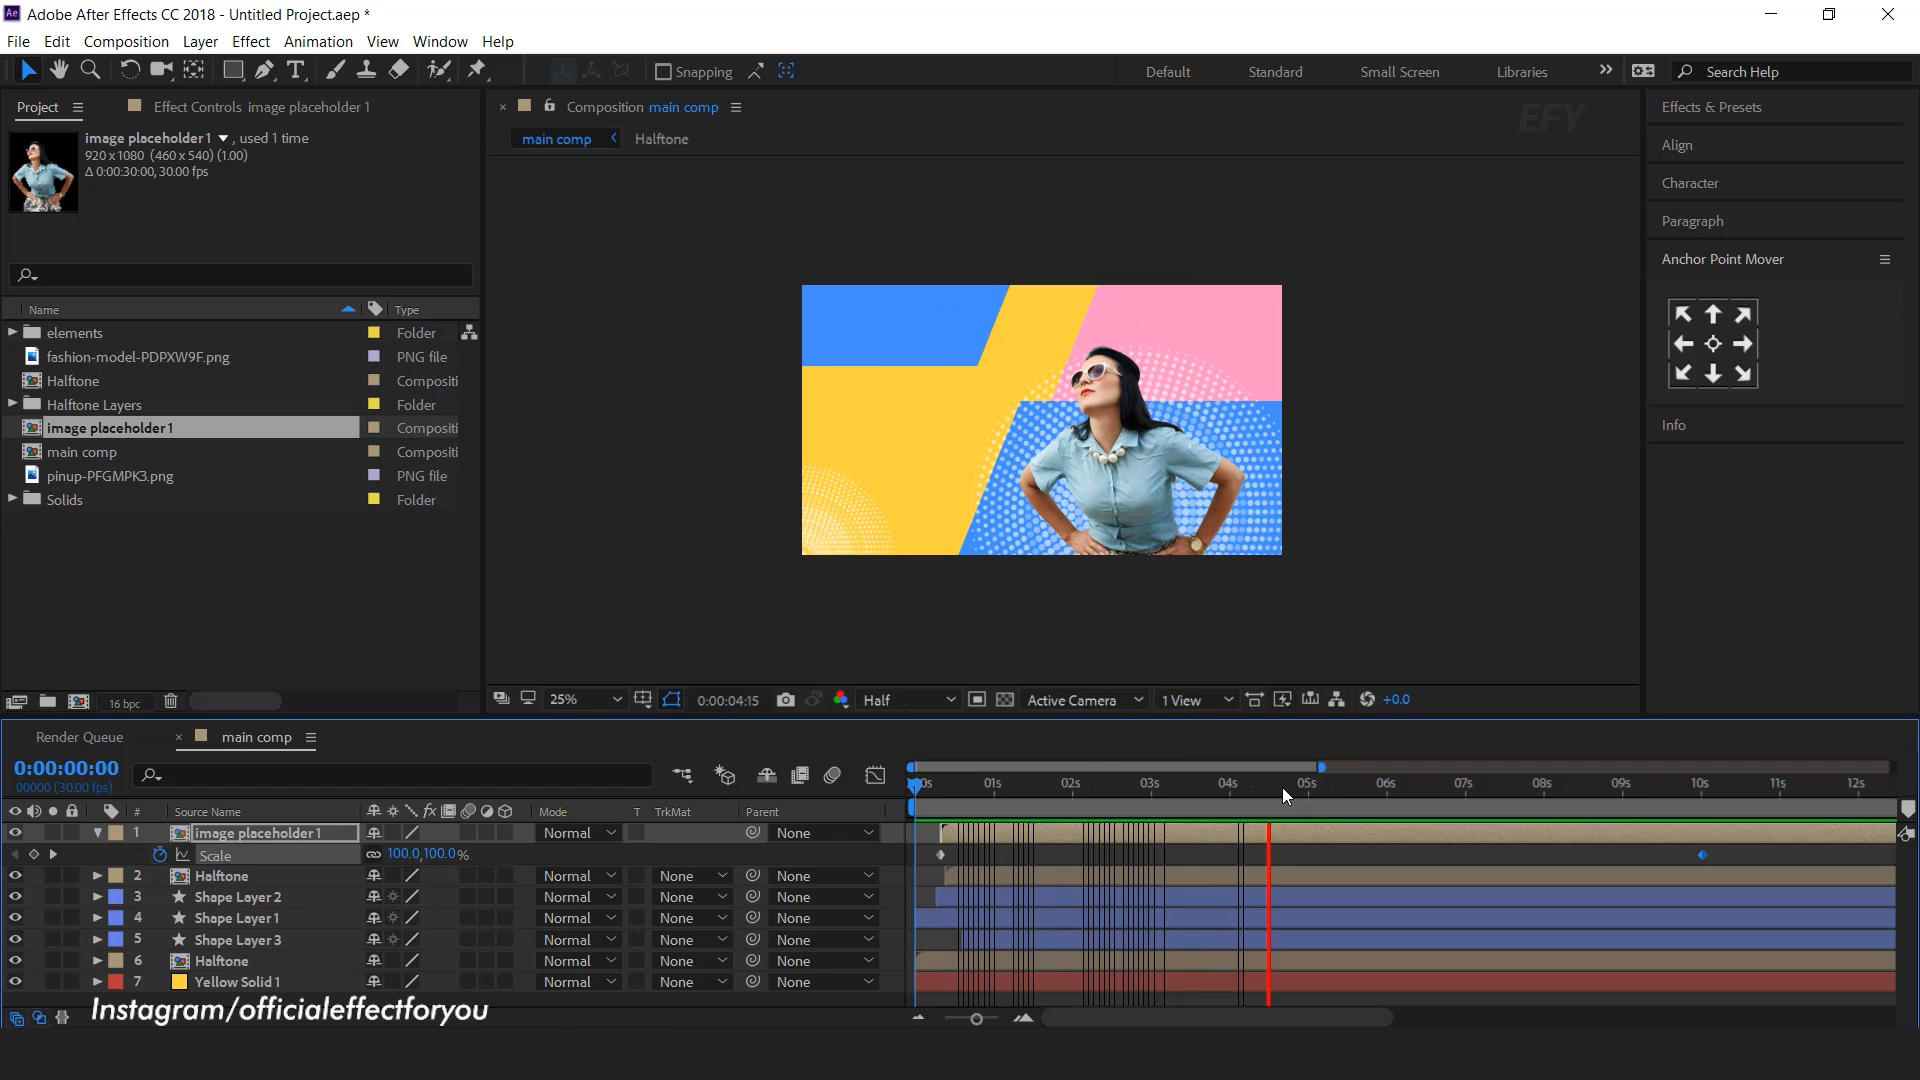 Ae Adobe After Effects CC 2018 - Untitled Project.aep *
File Edit Composition Layer Effect Animation View Window Help
T Snapping Default Standard Small Screen Libraries Search Help
Project Effect Controls image placeholder 1
Composition main comp
EFY
Effects & Presets
main comp Halftone
image placeholder1 , used 1 time
920 x 1080 (460 x 540) (1.00)
Δ 0:00:30:00, 30.00 fps
Align
Character
Paragraph
Anchor Point Mover
Info
Name Type
elements Folder
fashion-model-PDPXW9F.png PNG file
Halftone Compositi
Halftone Layers Folder
image placeholder1 Compositi
main comp Compositi
pinup-PFGMPK3.png PNG file
Solids Folder
16 bpc
25% 0:00:04:15 Half Active Camera 1 View +0.0
Render Queue main comp
0:00:00:00
00000 (30.00 fps)
00s 01s 02s 03s 04s 05s 06s 07s 08s 09s 10s 11s 12s
# Source Name fx Mode T TrkMat Parent
1 image placeholder1 Normal None
Scale 100.0,100.0%
2 Halftone Normal None None
3 Shape Layer 2 Normal None None
4 Shape Layer 1 Normal None None
5 Shape Layer 3 Normal None None
6 Halftone Normal None None
7 Yellow Solid 1 Normal None None
Instagram/officialeffectforyou